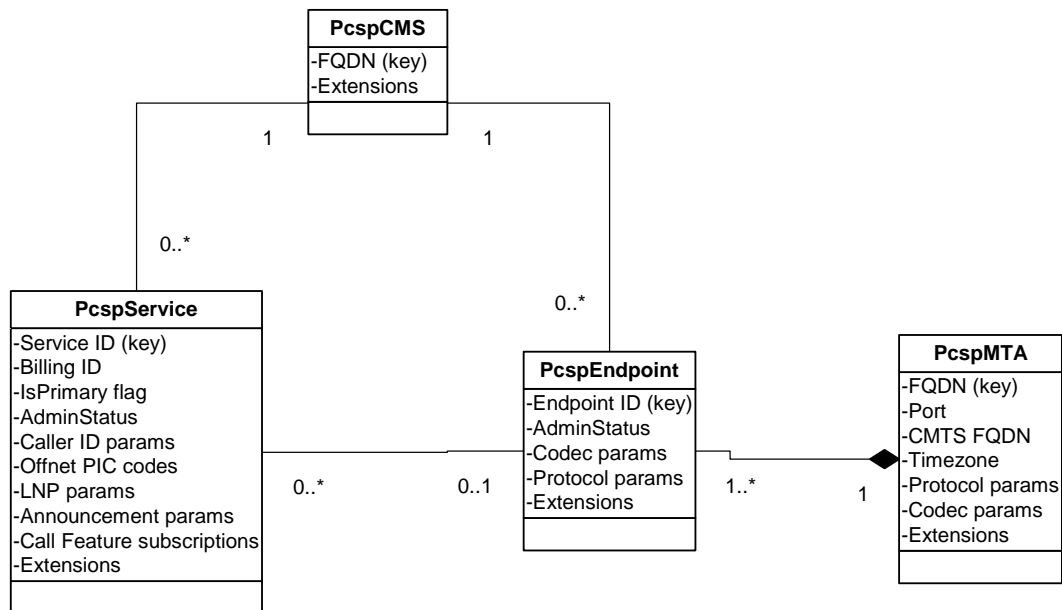 PcspCMS
-FQDN (key)
-Extensions
1
1
0..*
0..*
PcspService
-Service ID (key)
-Billing ID
-IsPrimary flag
-AdminStatus
-Caller ID params
-Offnet PIC codes
-LNP params
-Announcement params
-Call Feature subscriptions
-Extensions
0..*
0..1
PcspEndpoint
-Endpoint ID (key)
-AdminStatus
-Codec params
-Protocol params
-Extensions
1..*
1
PcspMTA
-FQDN (key)
-Port
-CMTS FQDN
-Timezone
-Protocol params
-Codec params
-Extensions